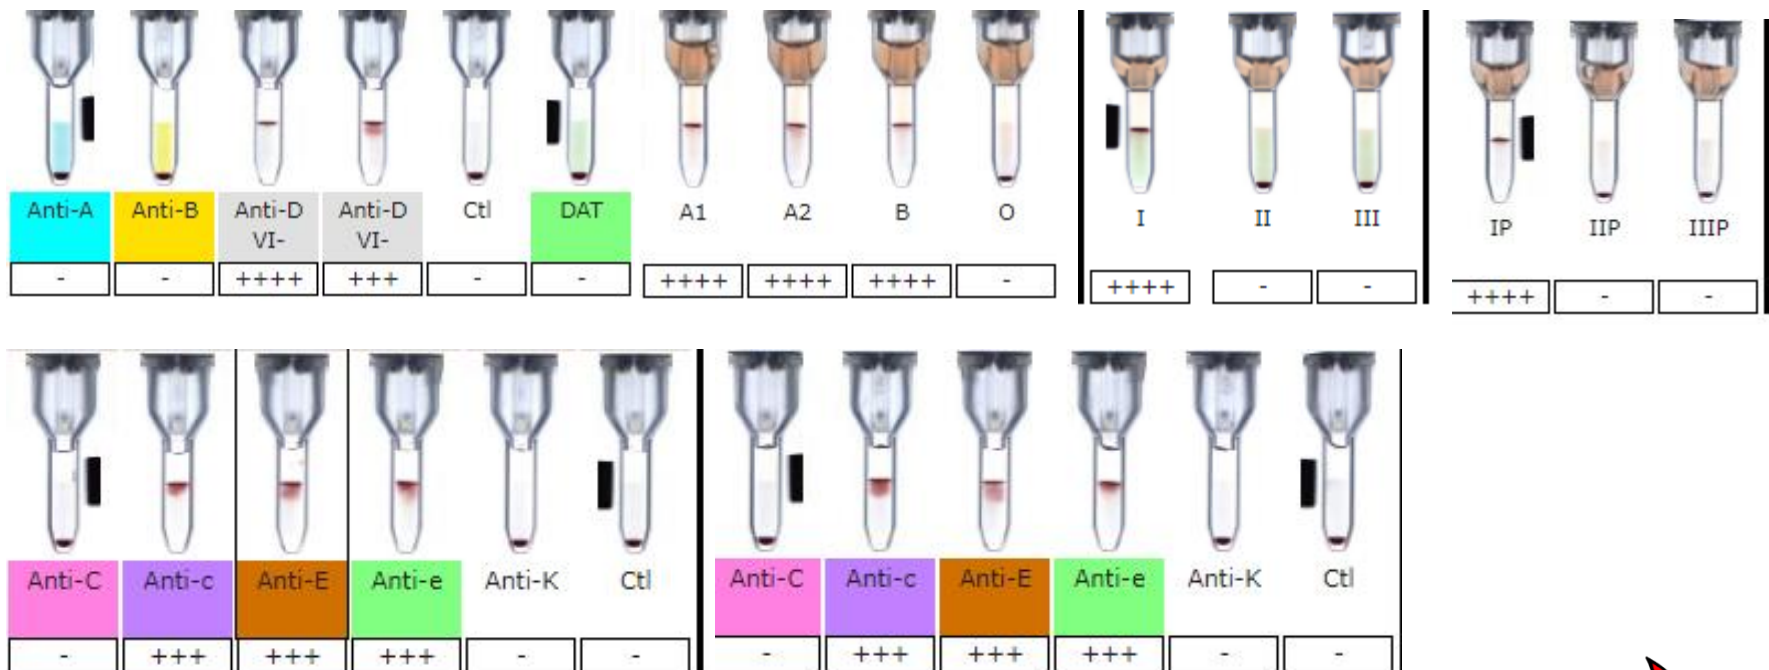 Anti-A Anti-B Anti-D VI- Anti-D VI- Ctl DAT A1 A2 B O
- - ++++ +++ - - ++++ ++++ ++++ -
I II III
++++ - -
IP IIP IIIP
++++ - -
Anti-C Anti-c Anti-E Anti-e Anti-K Ctl
- +++ +++ +++ - -
Anti-C Anti-c Anti-E Anti-e Anti-K Ctl
- +++ +++ +++ - -